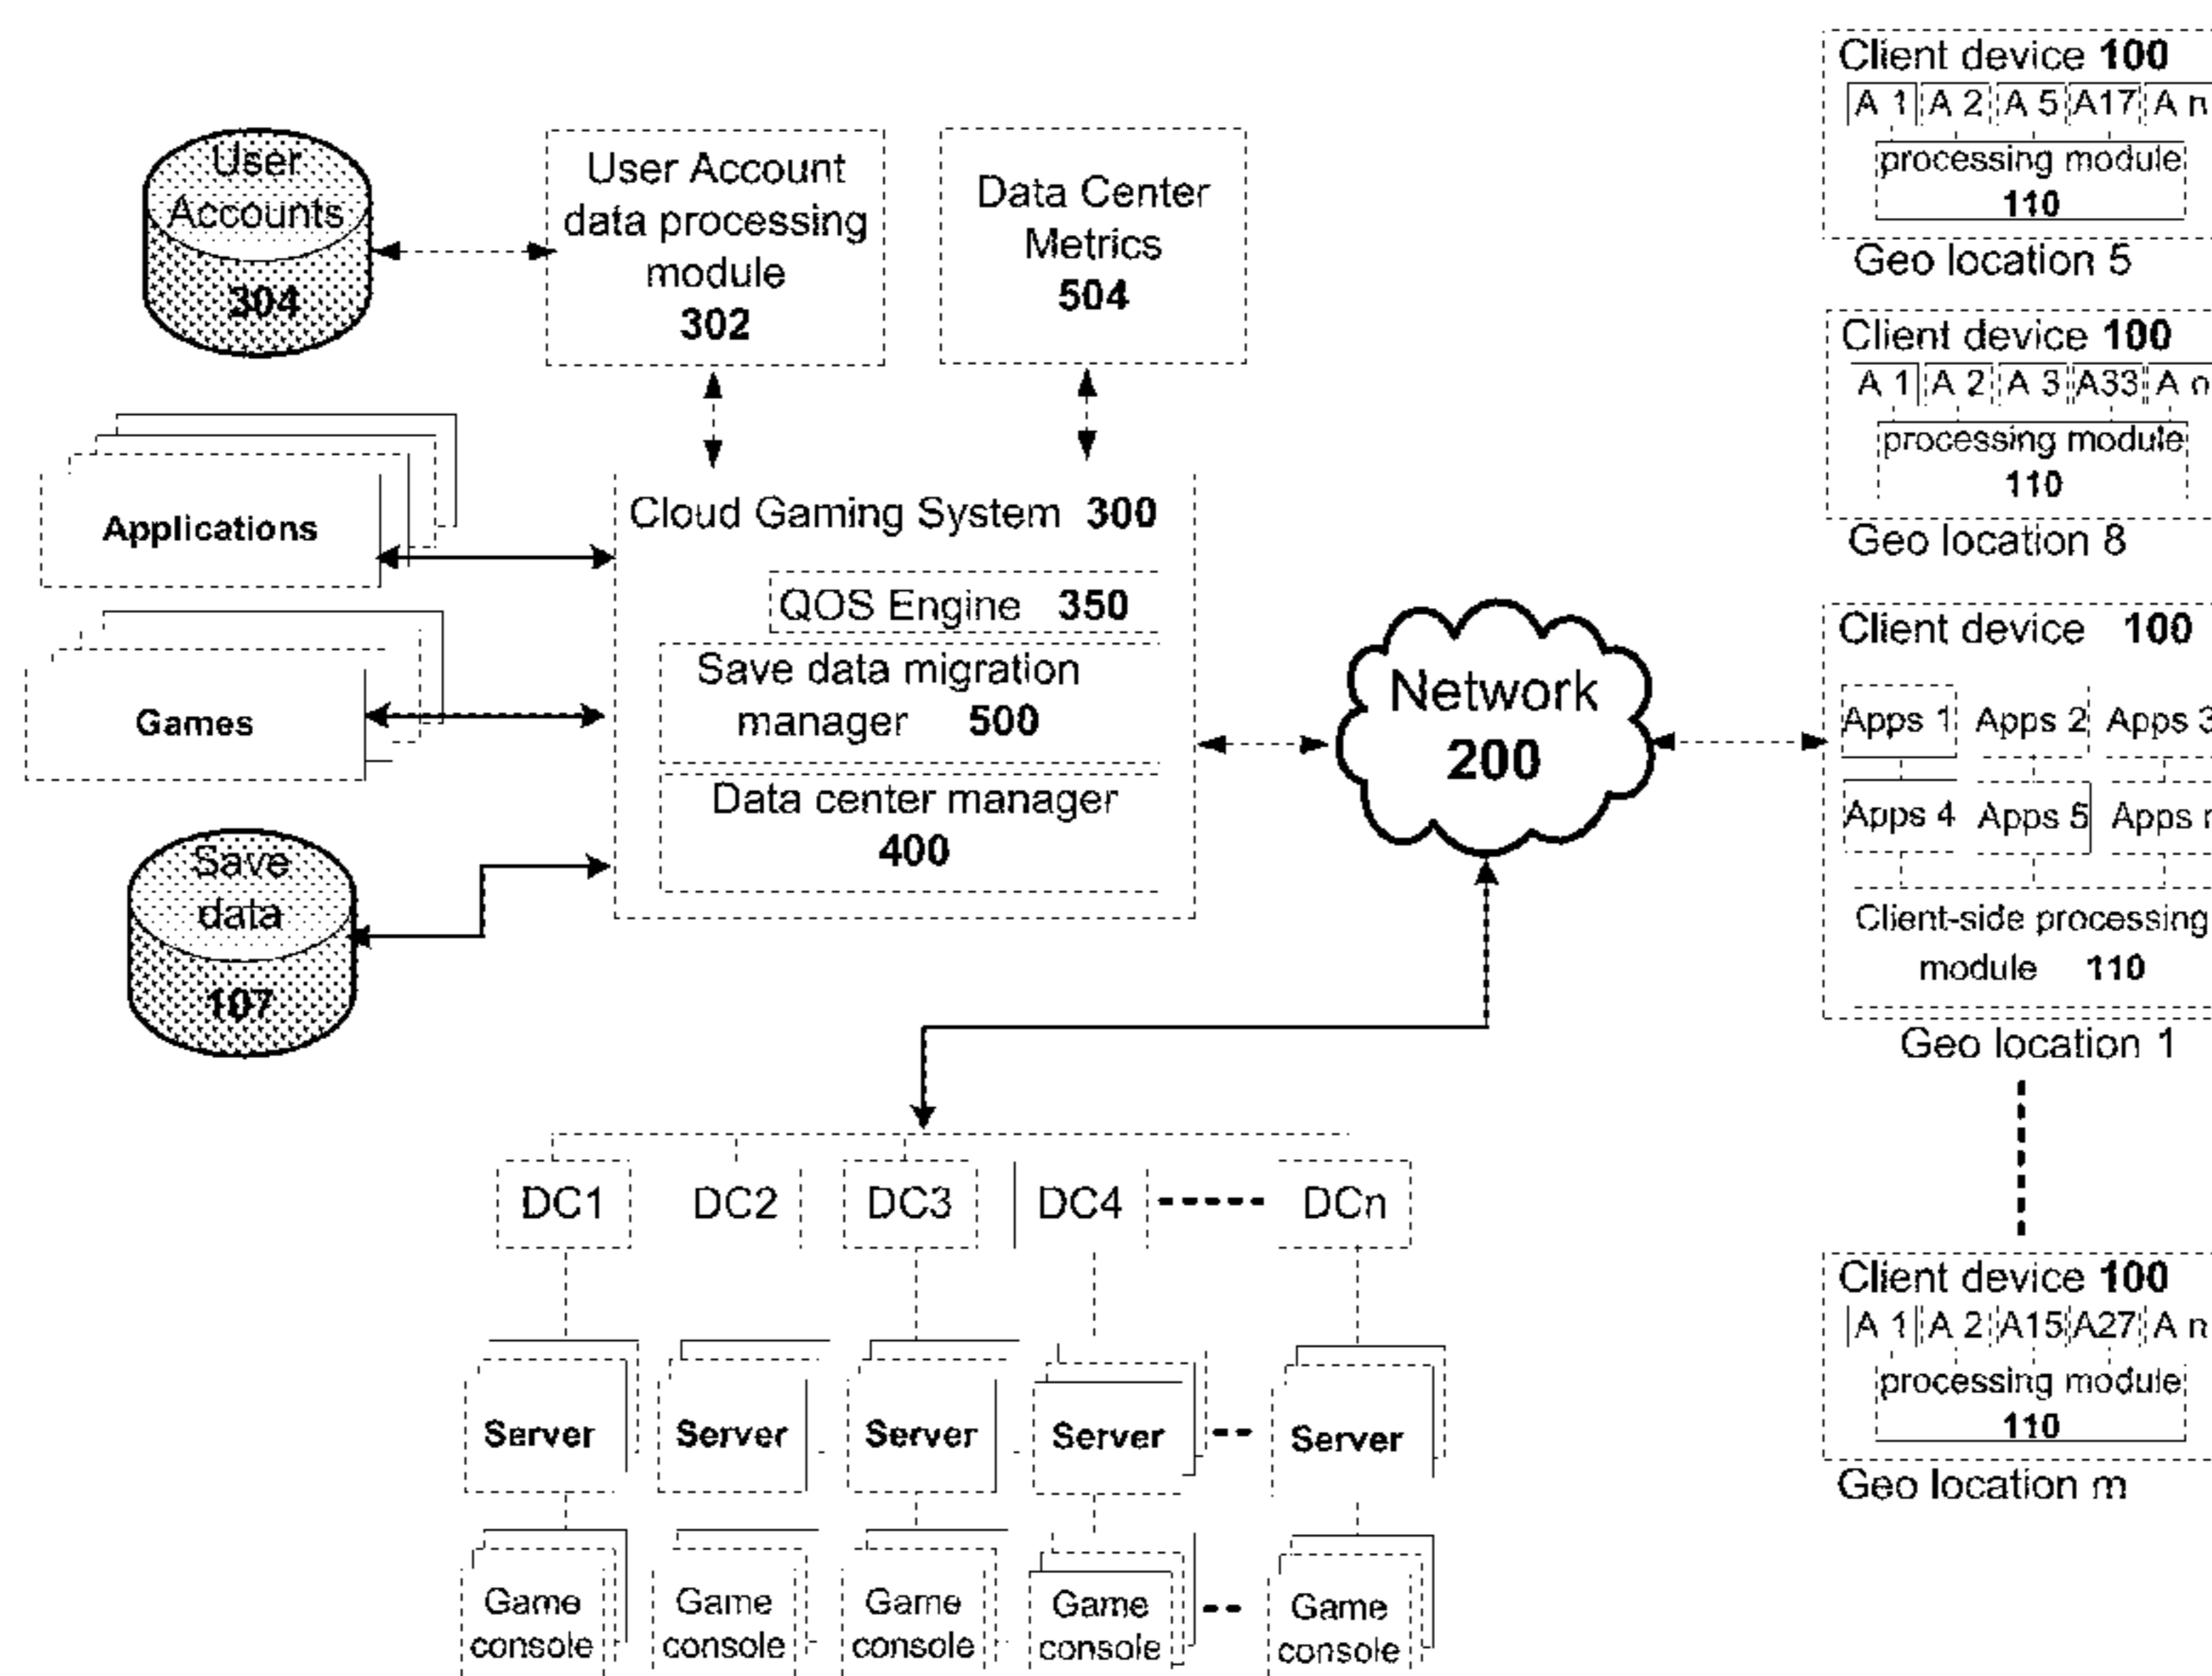 User
Accounts
304
User Account
data processing
module
302
Data Center
Metrics
504
Applications
Games
Save
data
107
Cloud Gaming System 300
QOS Engine 350
Save data migration
manager 500
Data center manager
400
Network
200
Client device 100
A 1 A 2 A 5 A17 A n
processing module
110
Geo location 5
Client device 100
A 1 A 2 A 3 A33 A n
processing module
110
Geo location 8
Client device 100
Apps 1 Apps 2 Apps 3
Apps 4 Apps 5 Apps
Client-side processing
module 110
Geo location 1
Client device 100
A 1 A 2 A15 A27 A n
processing module
110
Geo location m
DC1 DC2 DC3 DC4 DCn
Server Server Server Server Server
Game Game Game Game Game
console console console console console